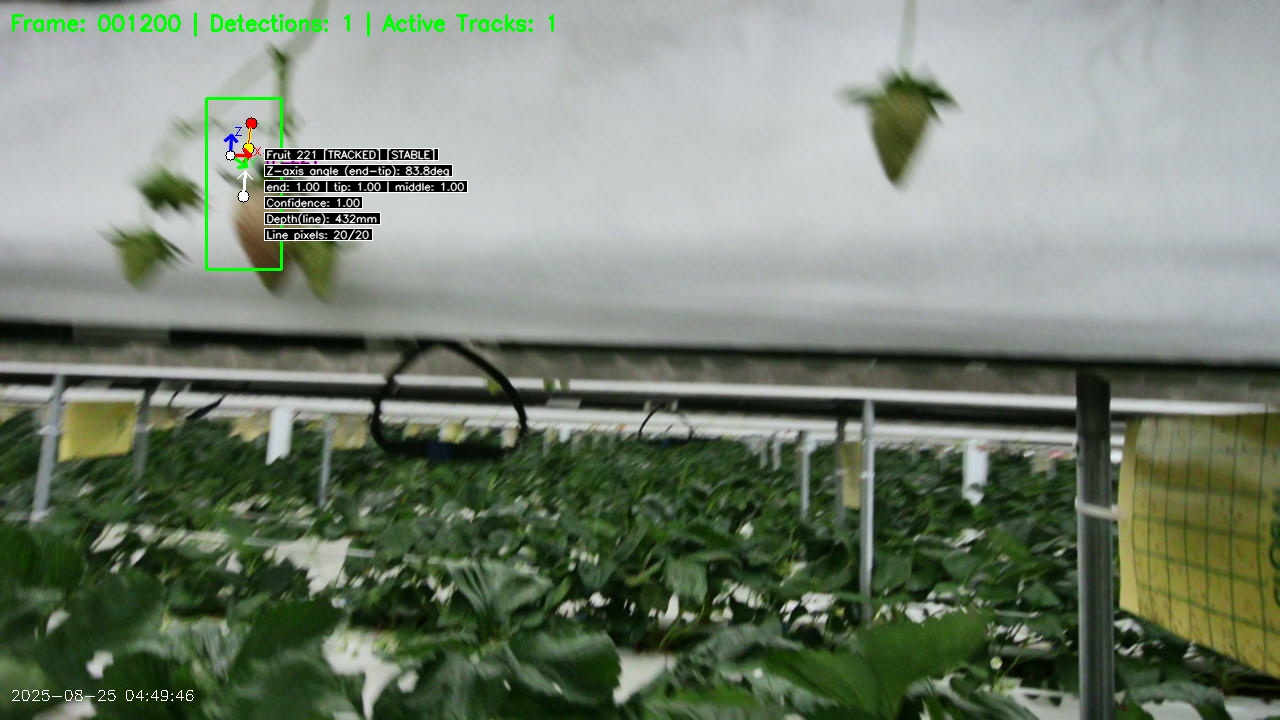 Frame: 001200 | Detections: 1 | Active Tracks: 1
Z
X
Fruit 221 [TRACKED] [STABLE]
Z-axis angle (end-tip): 83.8deg
end: 1.00 | tip: 1.00 | middle: 1.00
Confidence: 1.00
Depth(line): 432mm
Line pixels: 20/20
2025-08-25 04:49:46